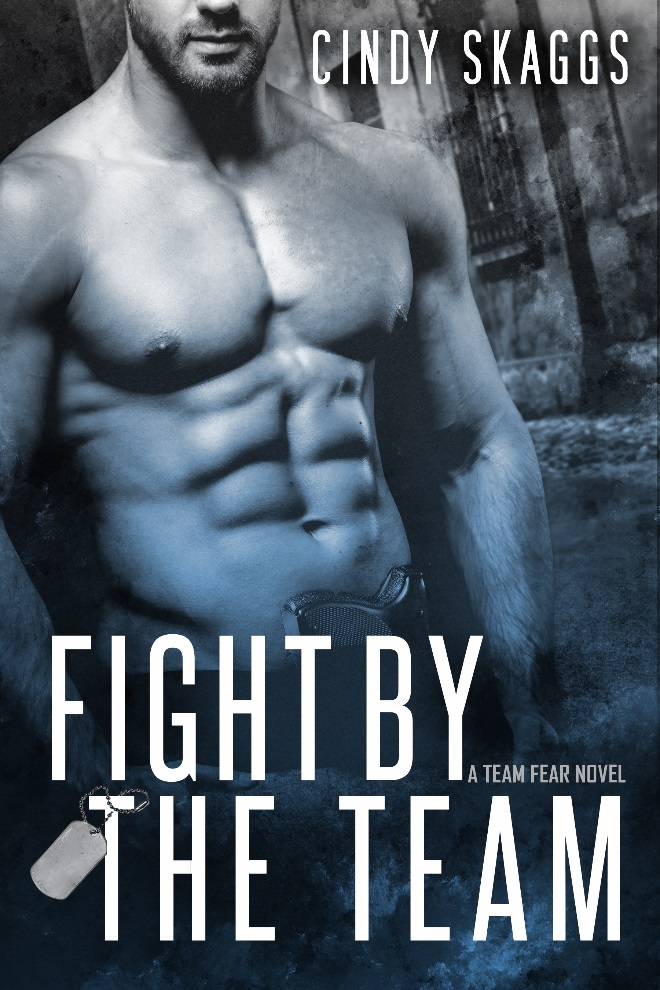 CINDY SKAGGS
FIGHT BY
A TEAM FEAR NOVEL
THE TEAM